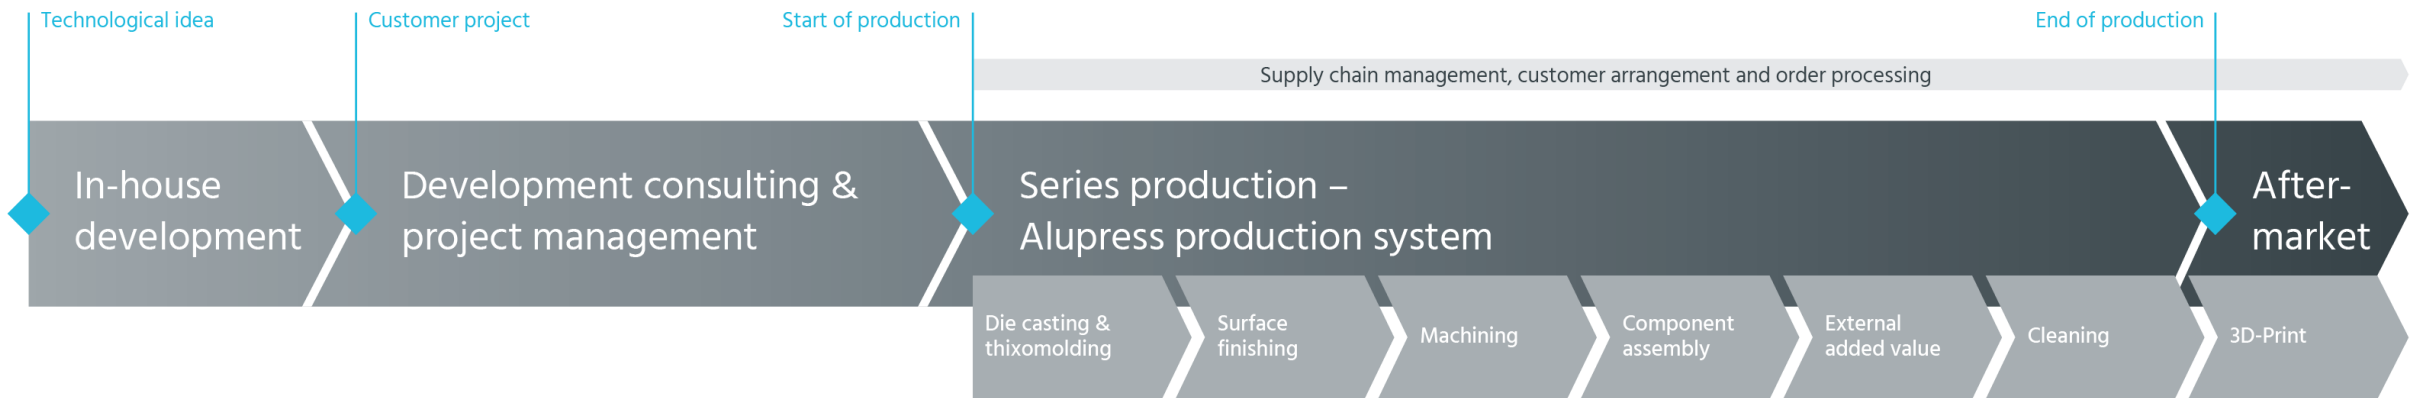 Technological idea
Customer project
Start of production
End of production
Supply chain management, customer arrangement and order processing
In-house
development
Development consulting &
project management
Series production –
Alupress production system
After-
market
Die casting &
thixomolding
Surface
finishing
Machining
Component
assembly
External
added value
Cleaning
3D-Print